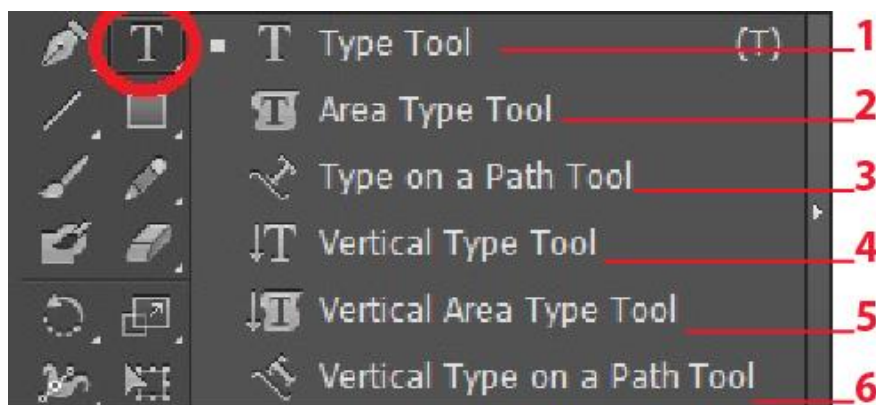 T T Type Tool (T) 1
T Area Type Tool 2
Type on a Path Tool 3
T Vertical Type Tool 4
T Vertical Area Type Tool 5
Vertical Type on a Path Tool 6